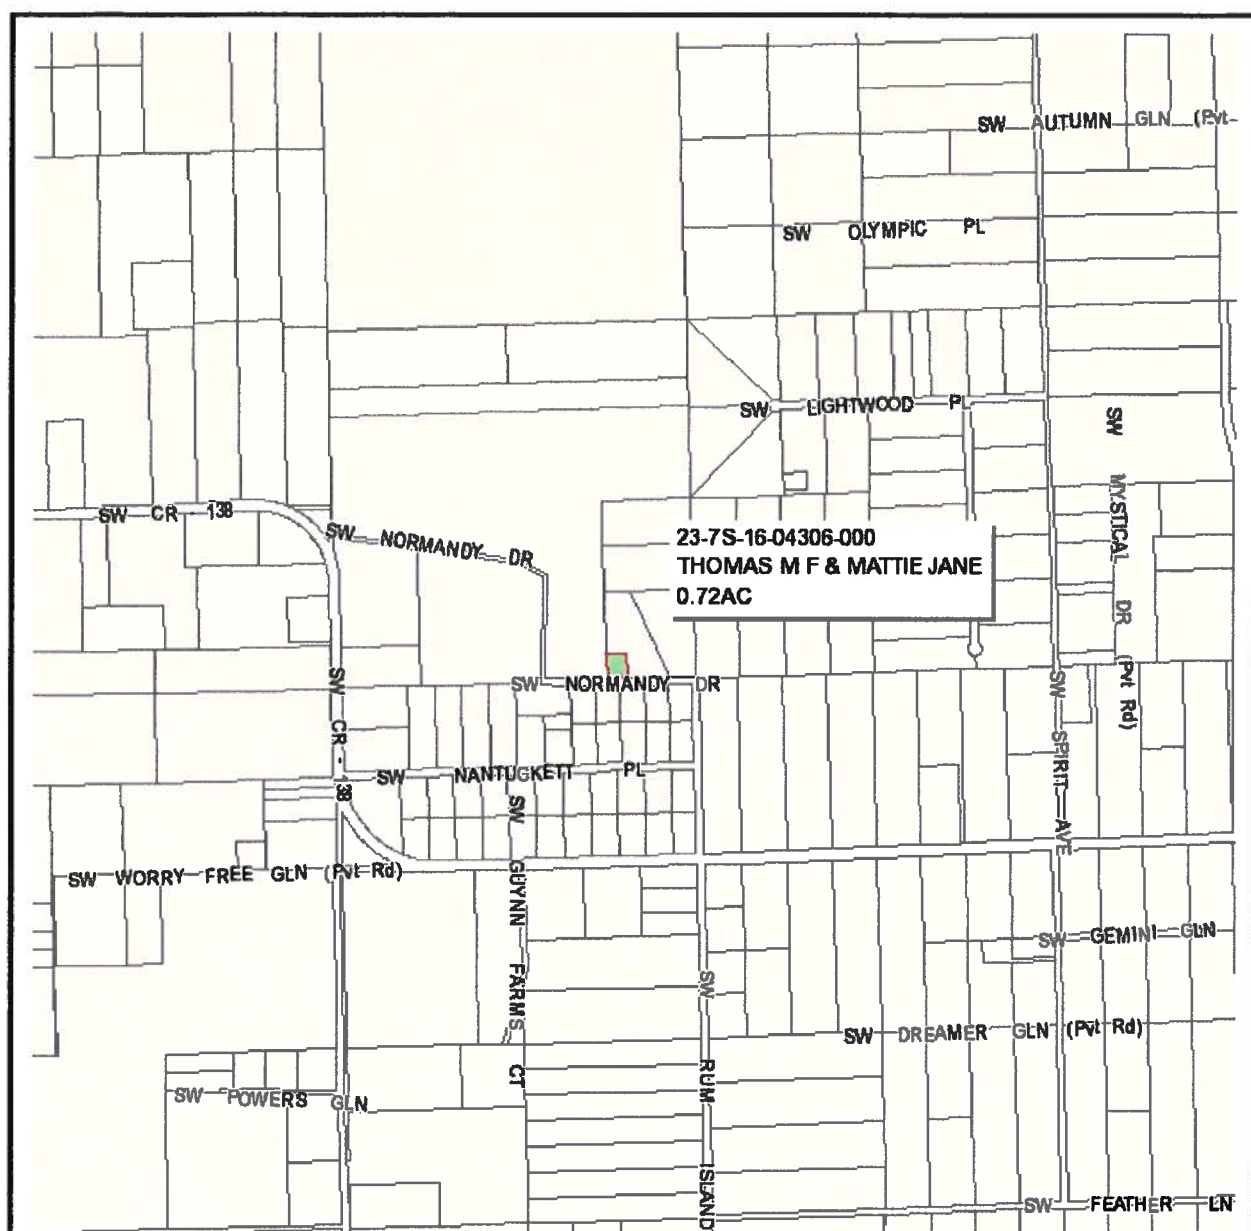 SW AUTUMN GLN (Pvt
SW OLYMPIC PL
SW LIGHTWOOD PL
SW MYSTICAL DR (Pvt Rd)
SW CR 138
SW NORMANDY DR
23-7S-16-04306-000
THOMAS M F & MATTIE JANE
0.72AC
SW NORMANDY DR
SW CR - 138
SW SPIRIT AVE
SW NANTUCKETT PL
SW GUYNN FARMS CT
SW WORRY FREE GLN (Pvt Rd)
SW GEMINI GLN
SW RUM ISLAND
SW DREAMER GLN (Pvt Rd)
SW POWERS GLN
SW FEATHER LN